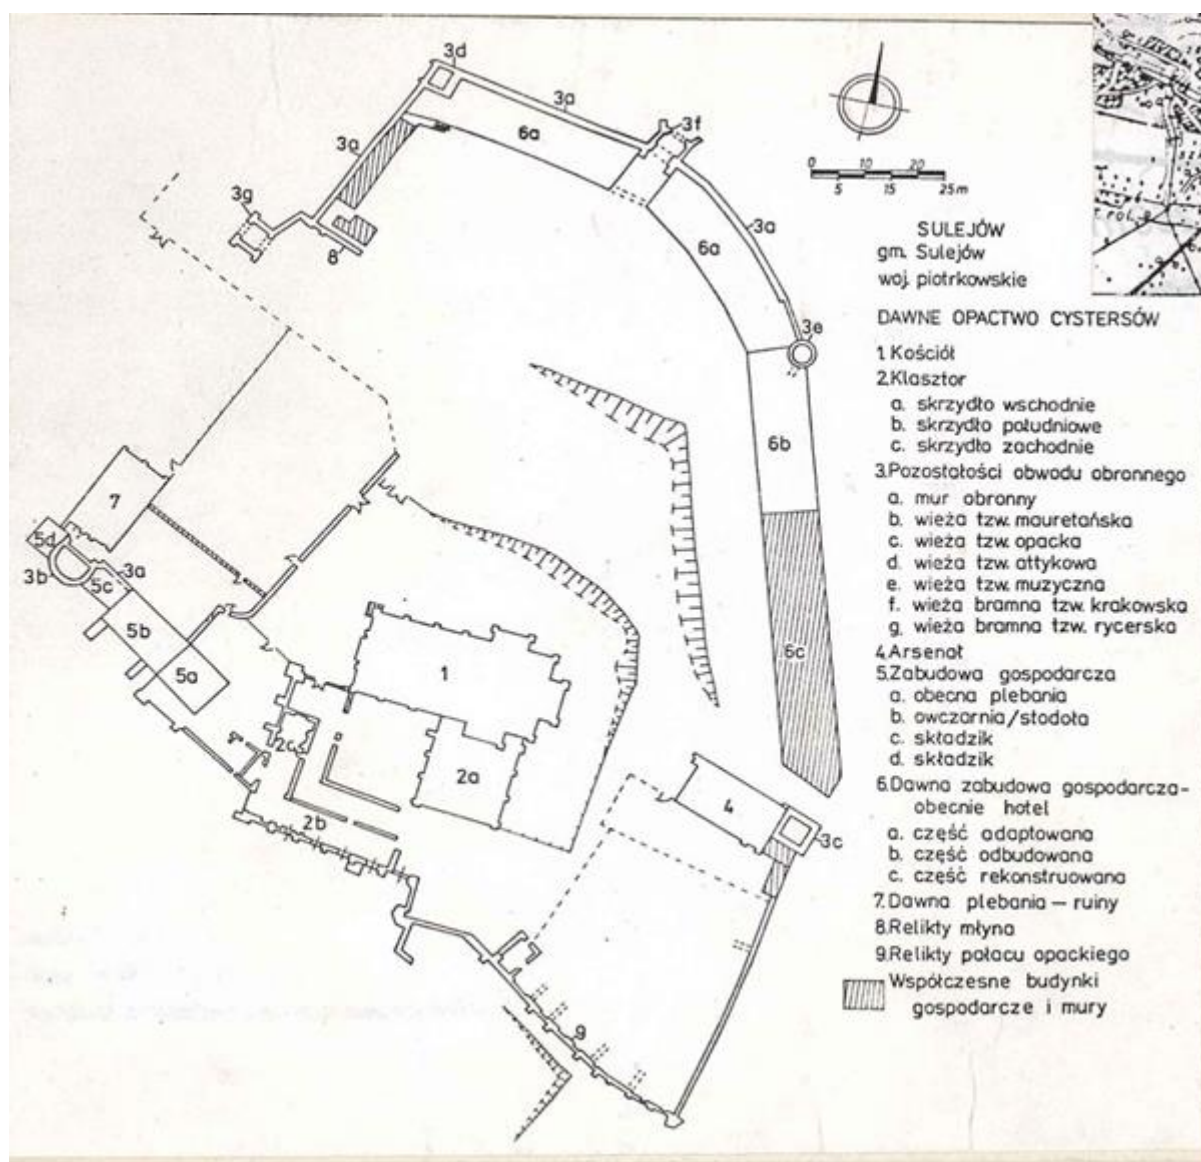 3d
3a
3f
6a
3a
3g
8
3a
6a
3e
0 10 20
5 15 25m
SULEJÓW
gm. Sulejów
woj. piotrkowskie
DAWNE OPACTWO CYSTERSÓW
1 Kościół
2.Klasztor
a. skrzydło wschodnie
b. skrzydło południowe
c. skrzydło zachodnie
3.Pozostałości obwodu obronnego
a. mur obronny
b. wieża tzw. mauretańska
c. wieża tzw. opacka
d. wieża tzw. attykowa
e. wieża tzw. muzyczna
f. wieża bramna tzw. krakowska
g. wieża bramna tzw. rycerska
4.Arsenał
5.Zabudowa gospodarcza
a. obecna plebania
b. owczarnia/stodoła
c. składzik
d. składzik
6.Dawna zabudowa gospodarcza-
obecnie hotel
a. część adaptowana
b. część odbudowana
c. część rekonstruowana
7.Dawna plebania — ruiny
8.Relikty młyna
9.Relikty pałacu opackiego
Współczesne budynki
gospodarcze i mury
6b
7
5d
3b
3a
5c
5b
5a
6c
1
2c
2a
2b
4
3c
9